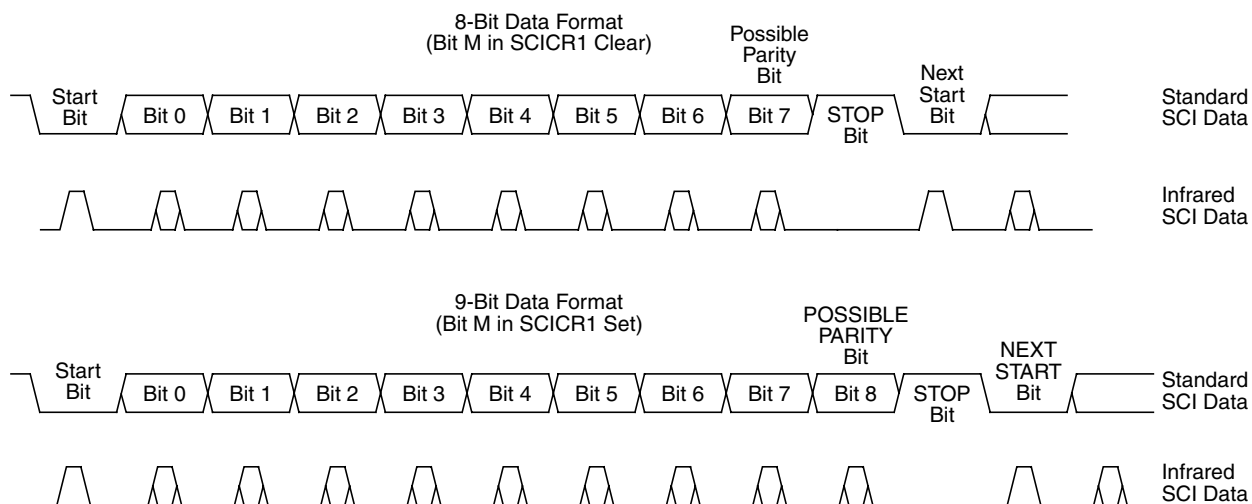 8-Bit Data Format
(Bit M in SCICR1 Clear)
Possible
Parity
Bit
Start
Bit
Bit 0
Bit 1
Bit 2
Bit 3
Bit 4
Bit 5
Bit 6
Bit 7
STOP
Bit
Next
Start
Bit
Standard
SCI Data
Infrared
SCI Data
9-Bit Data Format
(Bit M in SCICR1 Set)
POSSIBLE
PARITY
Bit
Start
Bit
Bit 0
Bit 1
Bit 2
Bit 3
Bit 4
Bit 5
Bit 6
Bit 7
Bit 8
STOP
Bit
NEXT
START
Bit
Standard
SCI Data
Infrared
SCI Data